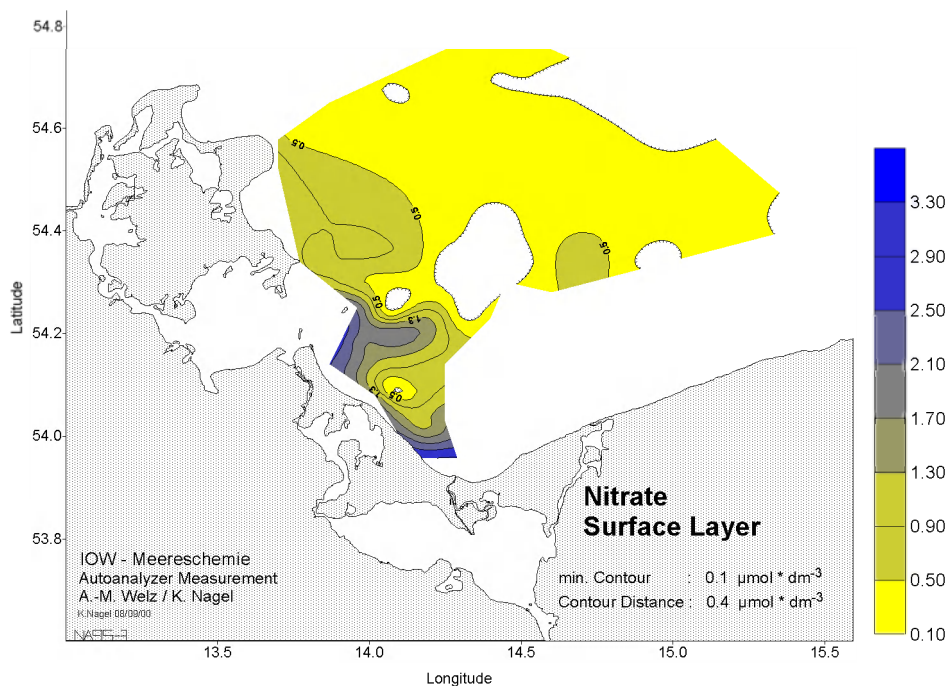 54.8
54.6
54.4
54.2
54.0
53.8
Latitude
0.5
0.5
0.5
0.5
1.3
1.3
0.5
3.30
2.90
2.50
2.10
1.70
1.30
0.90
0.50
0.10
Nitrate
Surface Layer
min. Contour : 0.1 µmol * dm-3
Contour Distance : 0.4 µmol * dm-3
IOW - Meereschemie
Autoanalyzer Measurement
A.-M. Welz / K. Nagel
K.Nagel 08/09/00
13.5 14.0 14.5 15.0 15.5
Longitude